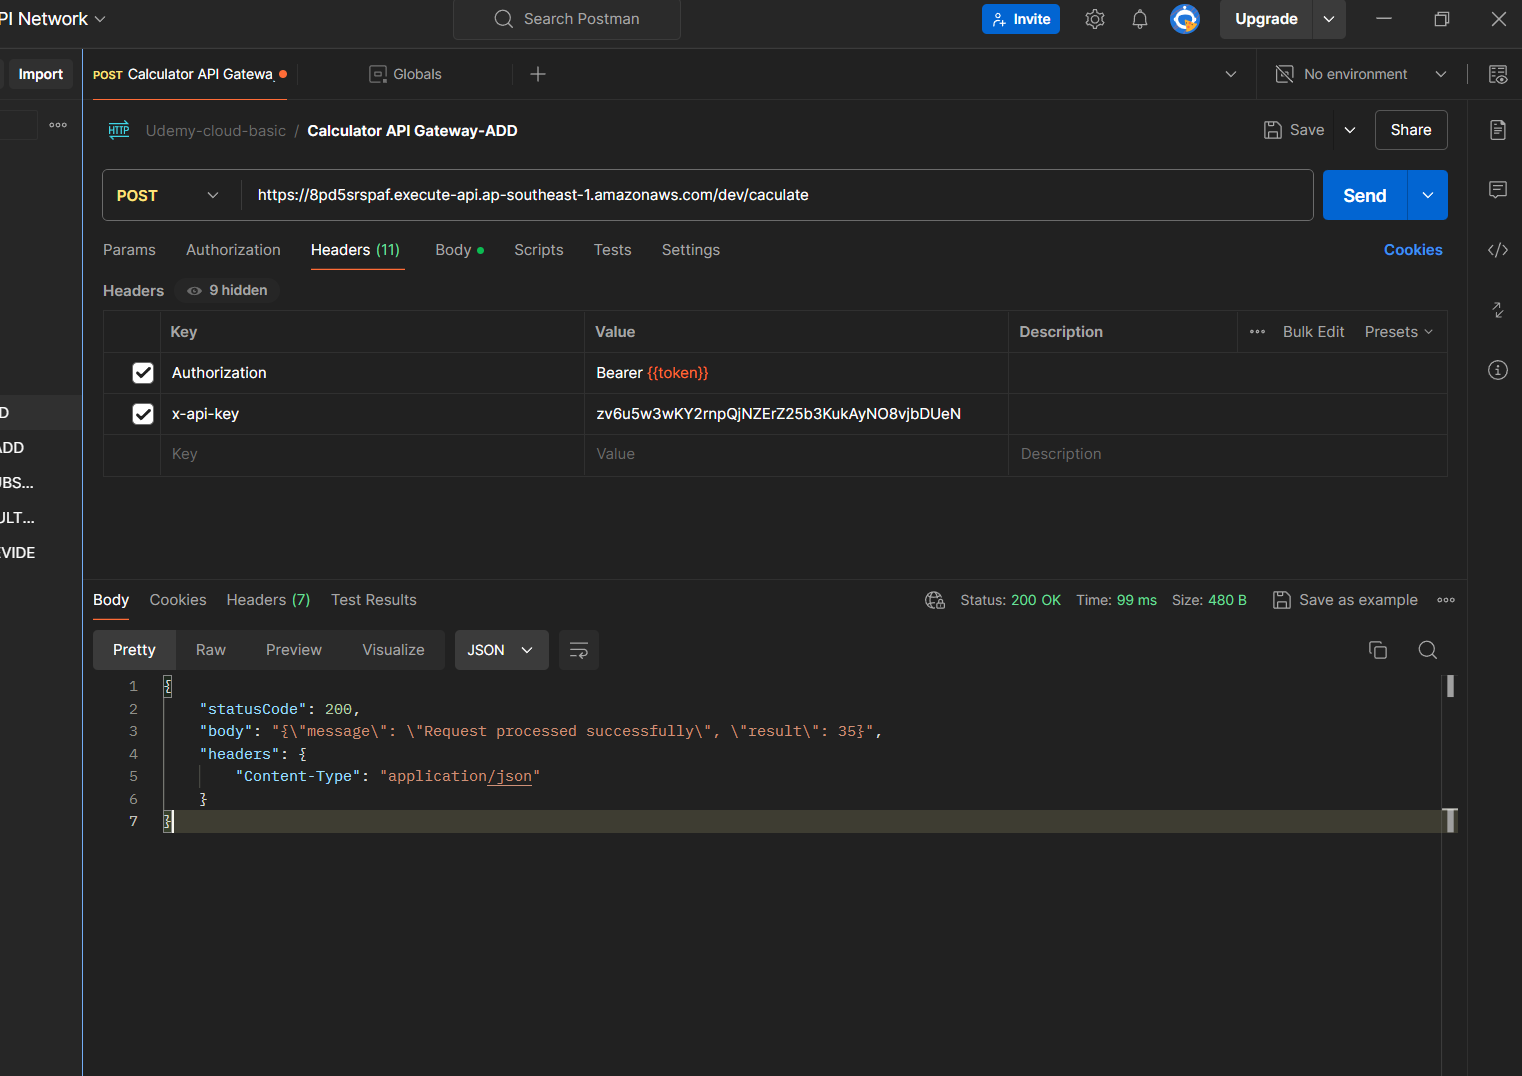 PI Network
Search Postman
Invite
Upgrade
Import
POST Calculator API Gatewa
Globals
No environment
HTTP Udemy-cloud-basic / Calculator API Gateway-ADD
Save
Share
POST
https://8pd5srspaf.execute-api.ap-southeast-1.amazonaws.com/dev/caculate
Send
Params Authorization Headers (11) Body Scripts Tests Settings
Cookies
Headers 9 hidden
Key Value Description ••• Bulk Edit Presets
Authorization Bearer {{token}}
x-api-key zv6u5w3wKY2rnpQjNZErZ25b3KukAyNO8vjbDUeN
Key Value Description
D
ADD
UBS...
ULT...
EVIDE
Body Cookies Headers (7) Test Results
Status: 200 OK Time: 99 ms Size: 480 B Save as example
Pretty Raw Preview Visualize JSON
1 {
2 "statusCode": 200,
3 "body": "{\"message\": \"Request processed successfully\", \"result\": 35}",
4 "headers": {
5 "Content-Type": "application/json"
6 }
7 }